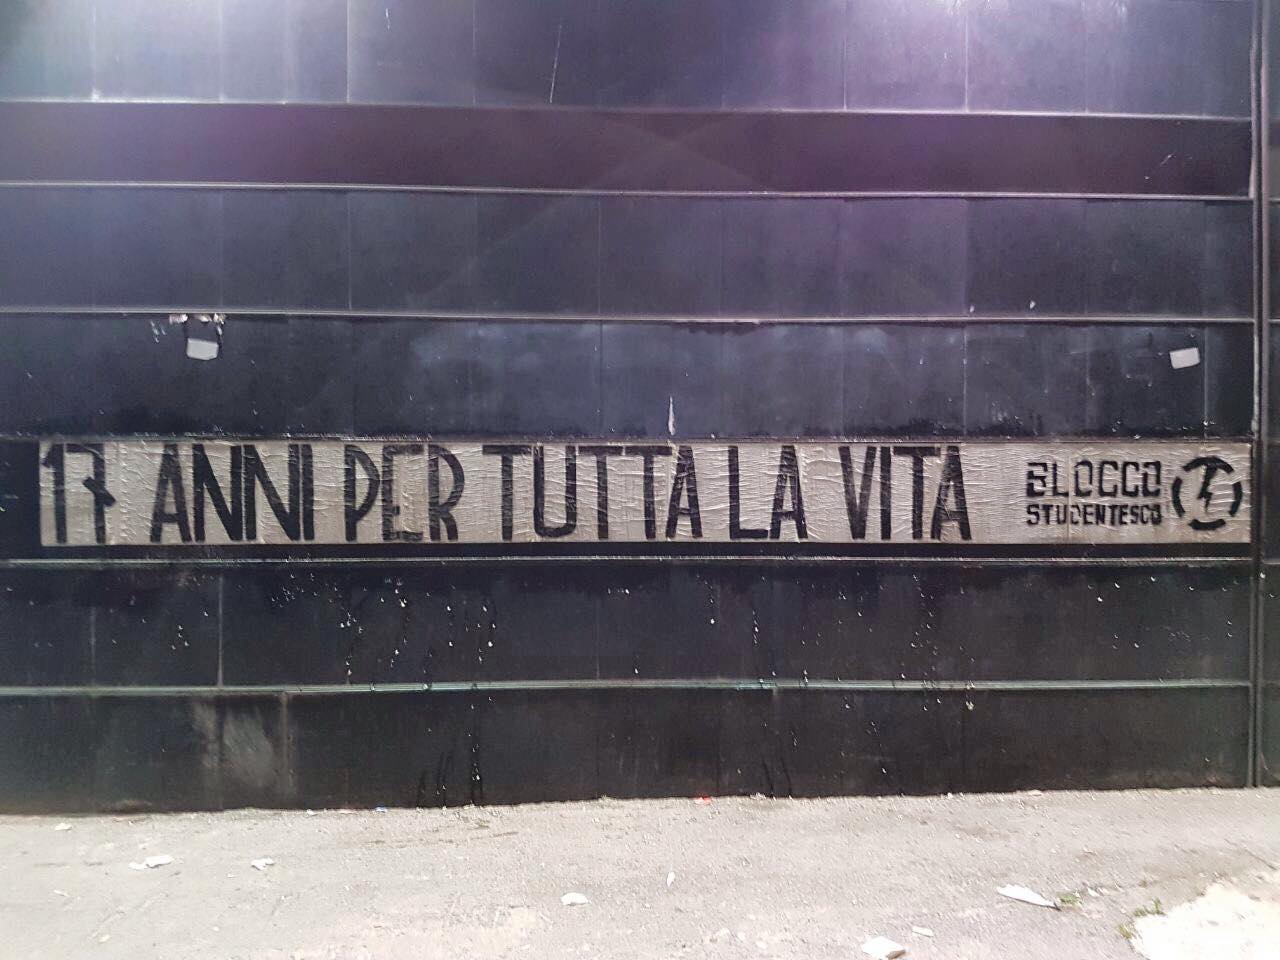 17 ANNI PER TUTTA LA VITA
BLOCCO
STUDENTESCO